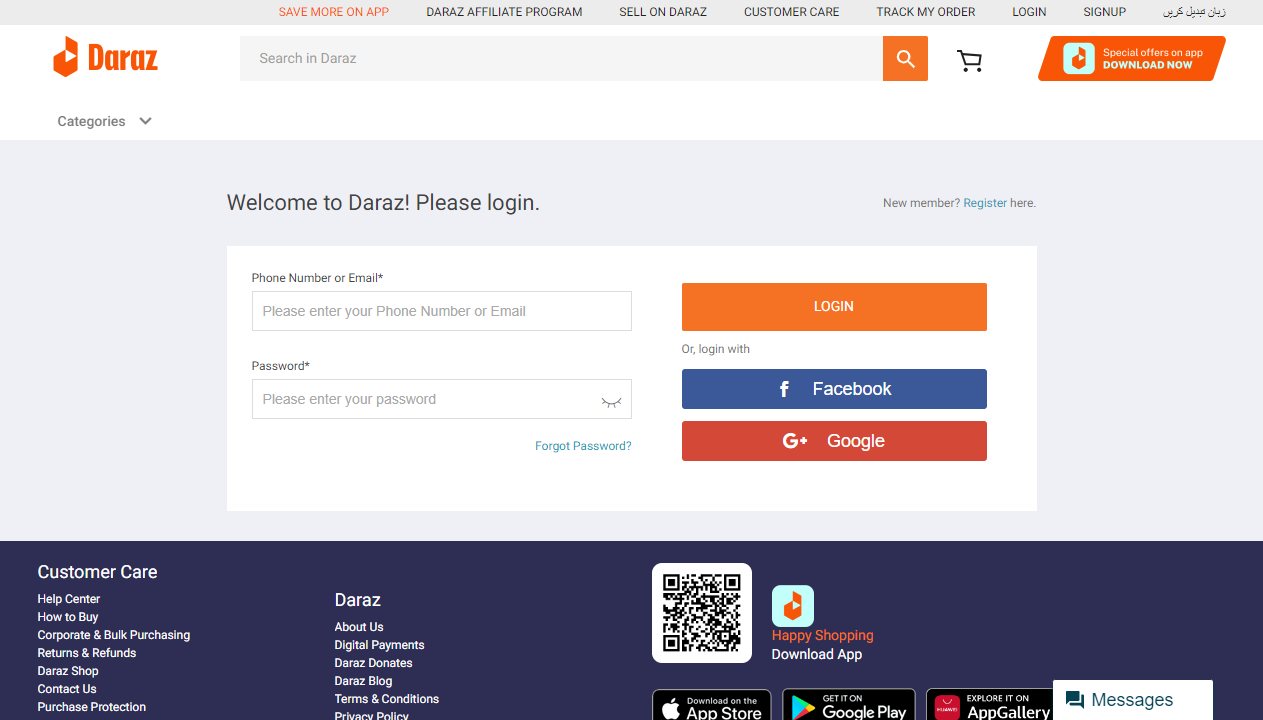 SAVE MORE ON APP
DARAZ AFFILIATE PROGRAM
SELL ON DARAZ
CUSTOMER CARE
TRACK MY ORDER
LOGIN
SIGNUP
زبان تبدیل کریں
Daraz
Search in Daraz
Special offers on app
DOWNLOAD NOW
Categories
Welcome to Daraz! Please login.
New member? Register here.
Phone Number or Email*
Please enter your Phone Number or Email
Password*
Please enter your password
Forgot Password?
LOGIN
Or, login with
Facebook
G+ Google
Customer Care
Help Center
How to Buy
Corporate & Bulk Purchasing
Returns & Refunds
Daraz Shop
Contact Us
Purchase Protection
Daraz
About Us
Digital Payments
Daraz Donates
Daraz Blog
Terms & Conditions
Privacy Policy
Happy Shopping
Download App
Download on the
App Store
GET IT ON
Google Play
HUAWEI
EXPLORE IT ON
AppGallery
Messages